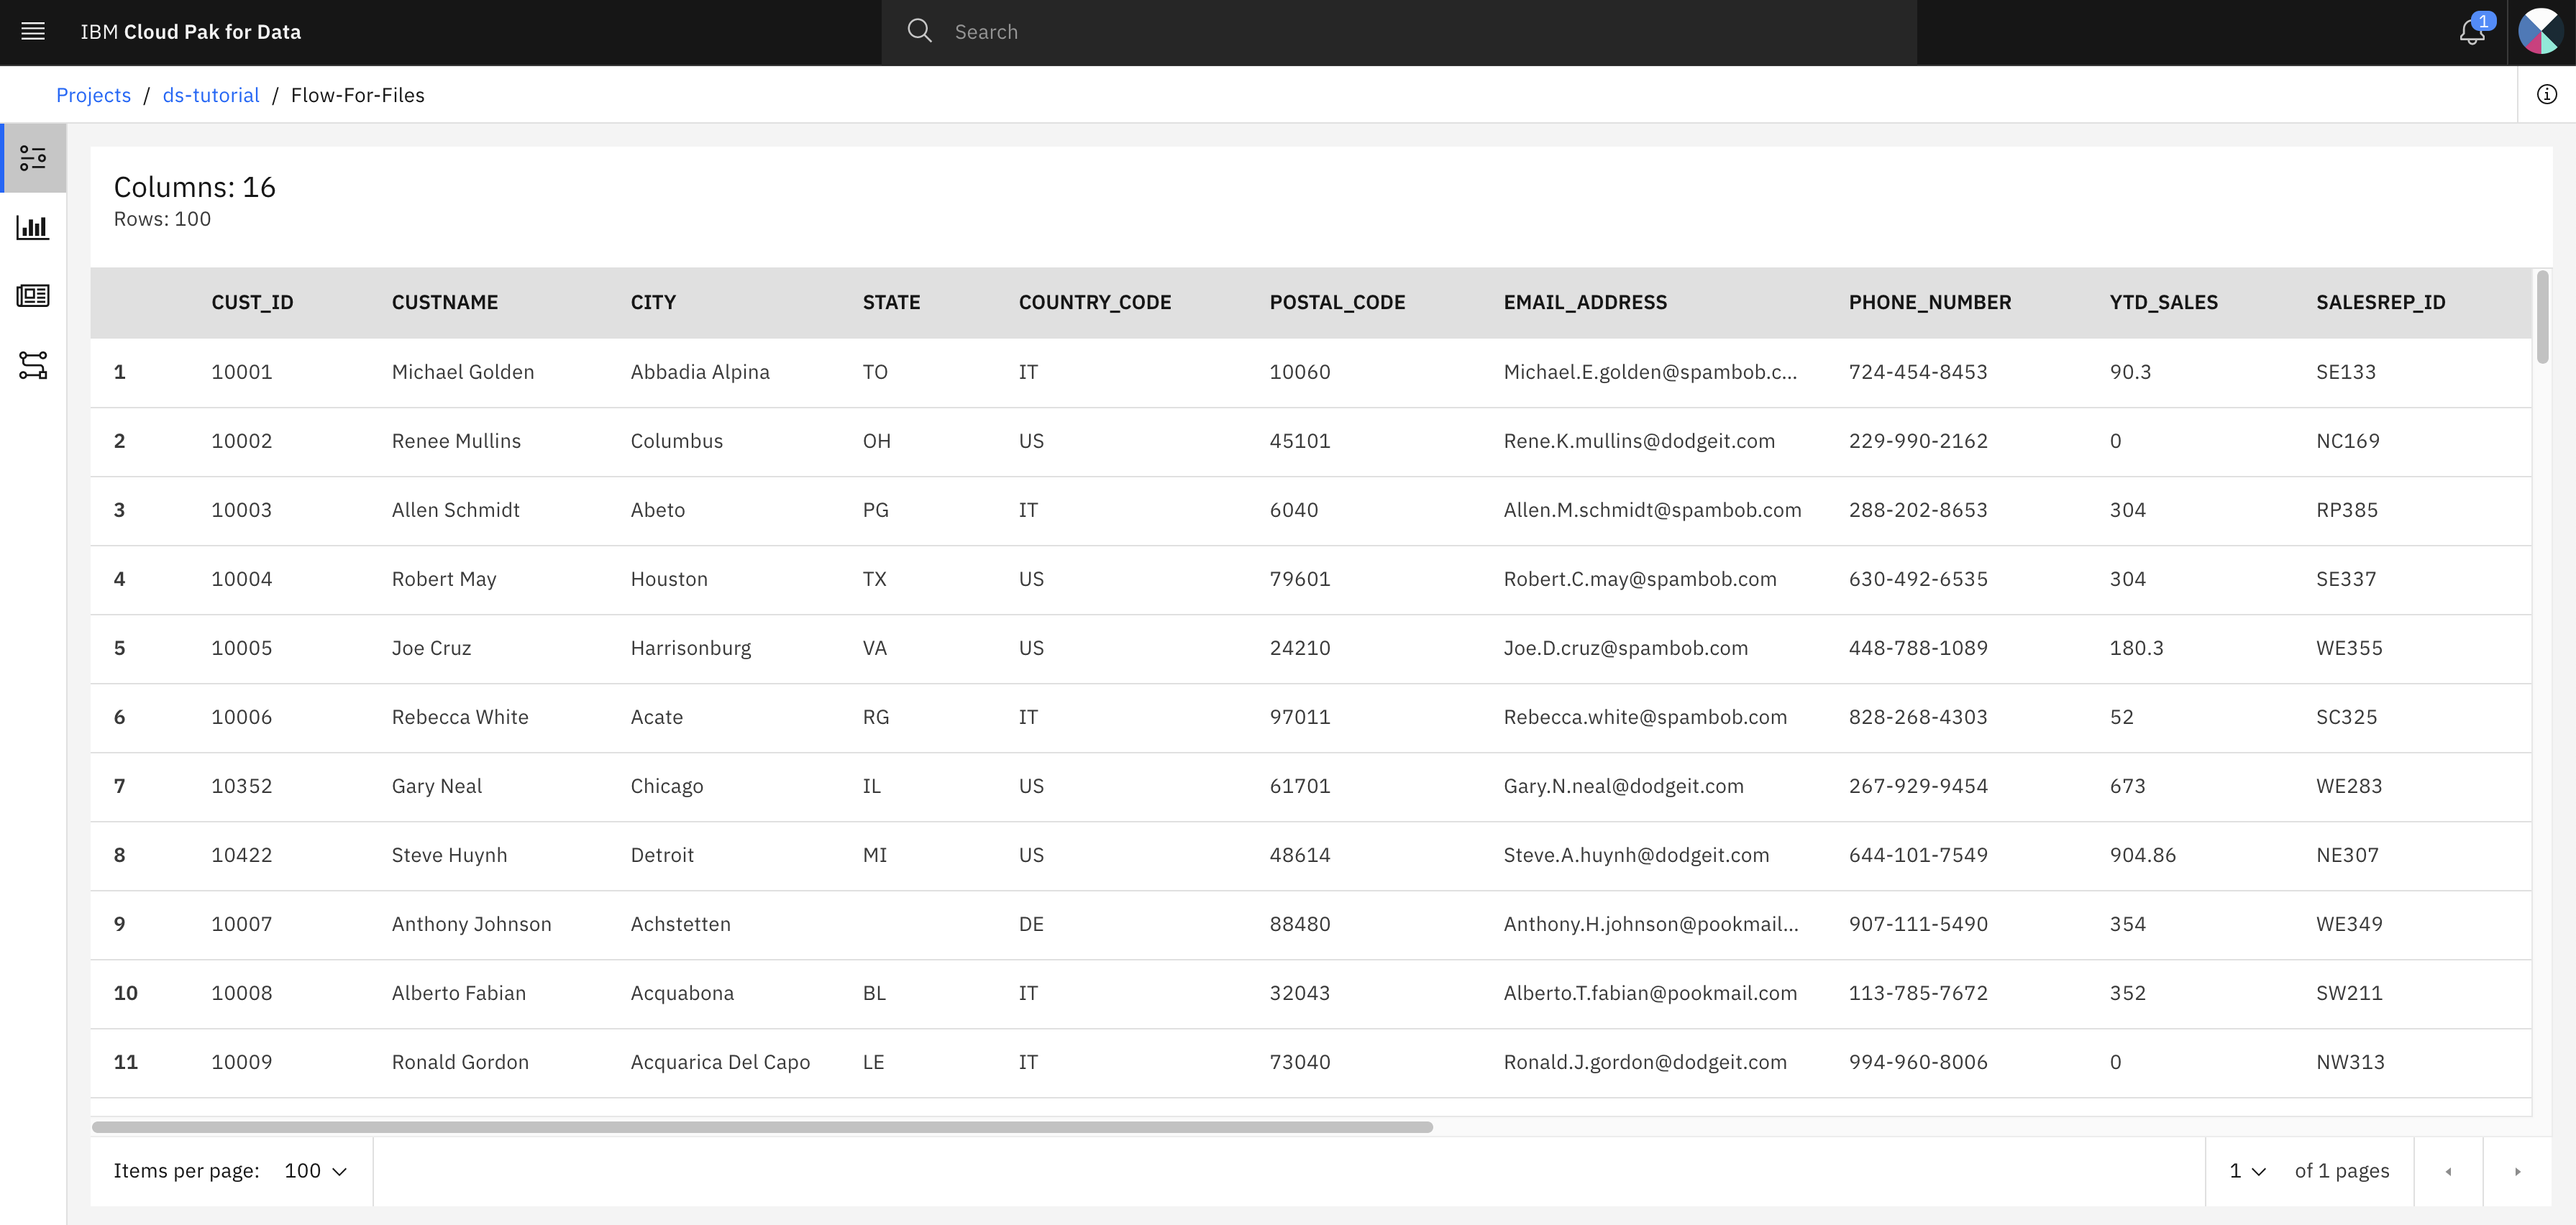 IBM Cloud Pak for Data Search 1
Projects / ds-tutorial / Flow-For-Files
Columns: 16
Rows: 100
CUST_ID CUSTNAME CITY STATE COUNTRY_CODE POSTAL_CODE EMAIL_ADDRESS PHONE_NUMBER YTD_SALES SALESREP_ID
1 10001 Michael Golden Abbadia Alpina TO IT 10060 Michael.E.golden@spambob.c... 724-454-8453 90.3 SE133
2 10002 Renee Mullins Columbus OH US 45101 Rene.K.mullins@dodgeit.com 229-990-2162 0 NC169
3 10003 Allen Schmidt Abeto PG IT 6040 Allen.M.schmidt@spambob.com 288-202-8653 304 RP385
4 10004 Robert May Houston TX US 79601 Robert.C.may@spambob.com 630-492-6535 304 SE337
5 10005 Joe Cruz Harrisonburg VA US 24210 Joe.D.cruz@spambob.com 448-788-1089 180.3 WE355
6 10006 Rebecca White Acate RG IT 97011 Rebecca.white@spambob.com 828-268-4303 52 SC325
7 10352 Gary Neal Chicago IL US 61701 Gary.N.neal@dodgeit.com 267-929-9454 673 WE283
8 10422 Steve Huynh Detroit MI US 48614 Steve.A.huynh@dodgeit.com 644-101-7549 904.86 NE307
9 10007 Anthony Johnson Achstetten DE 88480 Anthony.H.johnson@pookmail... 907-111-5490 354 WE349
10 10008 Alberto Fabian Acquabona BL IT 32043 Alberto.T.fabian@pookmail.com 113-785-7672 352 SW211
11 10009 Ronald Gordon Acquarica Del Capo LE IT 73040 Ronald.J.gordon@dodgeit.com 994-960-8006 0 NW313
Items per page: 100 1 of 1 pages